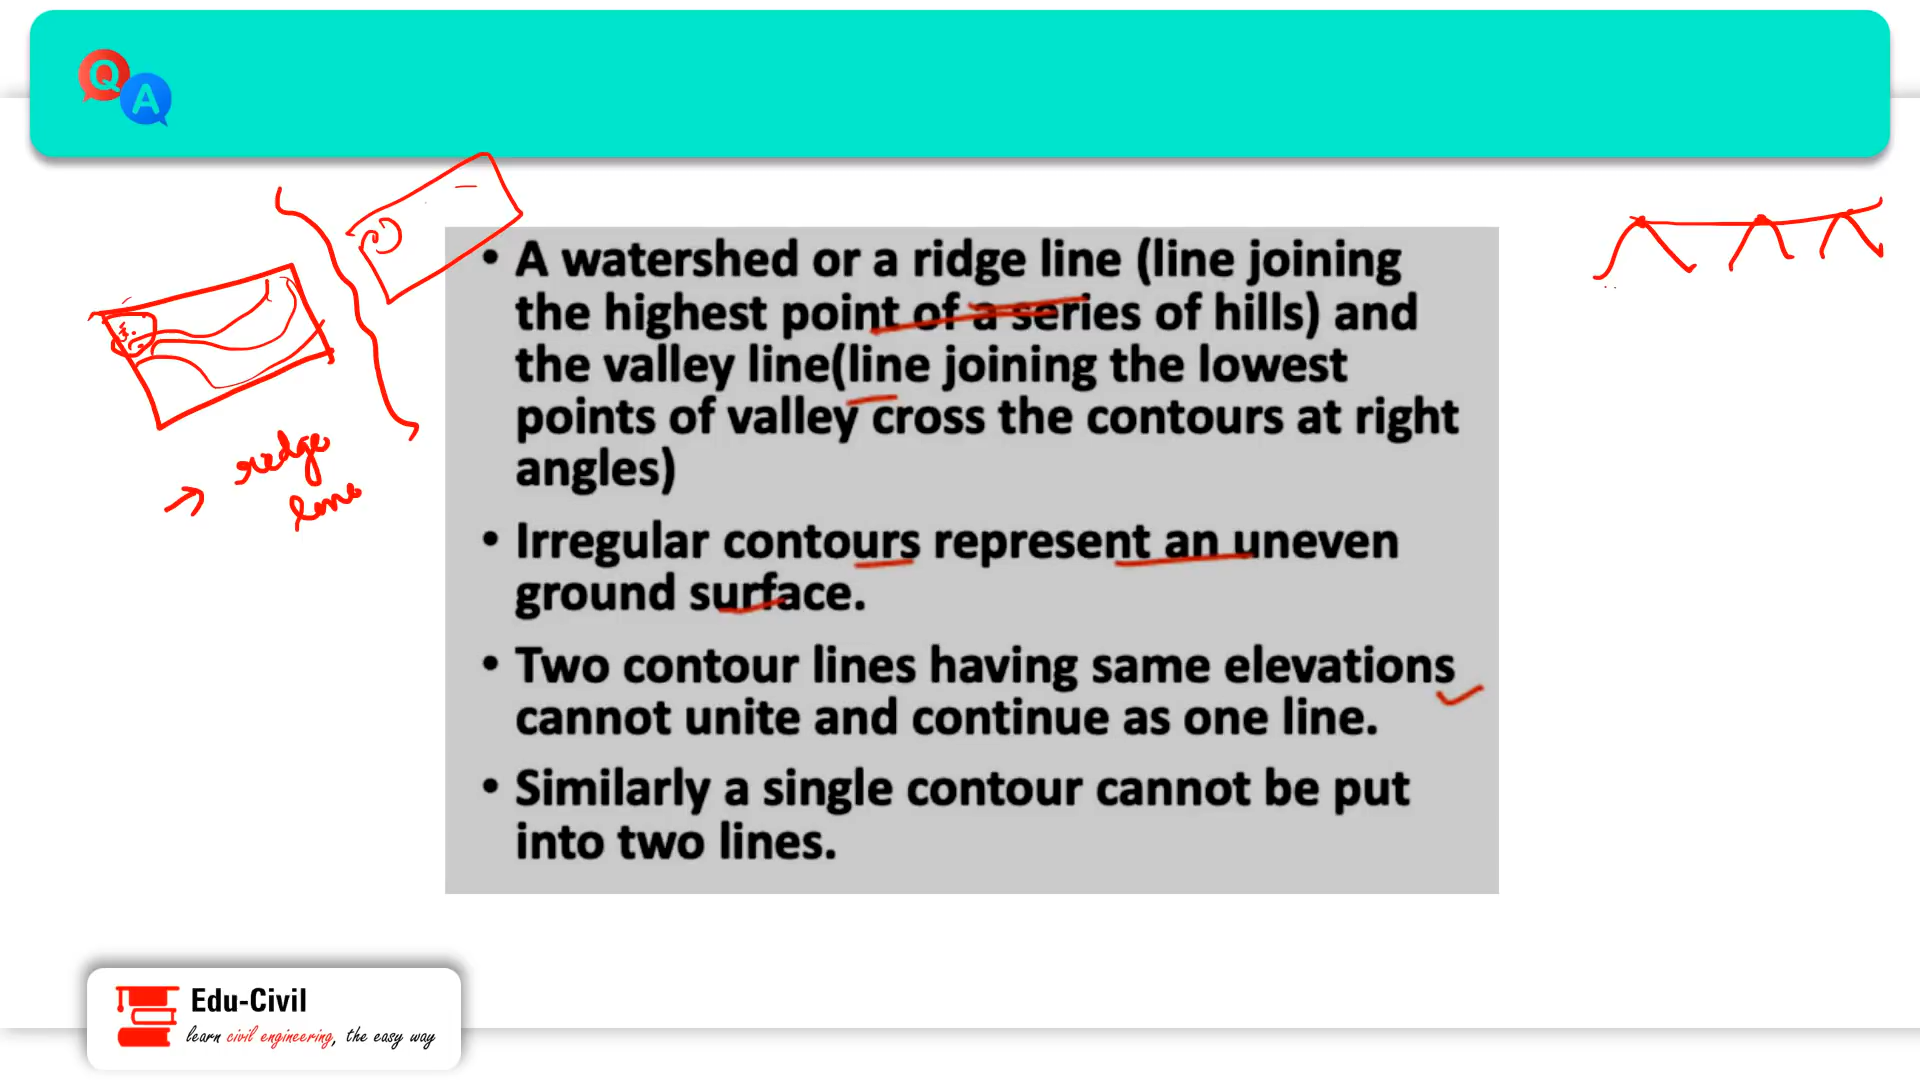 Q
A
• A watershed or a ridge line (line joining
the highest point of a series of hills) and
the valley line(line joining the lowest
points of valley cross the contours at right
angles)
• Irregular contours represent an uneven
ground surface.
• Two contour lines having same elevations
cannot unite and continue as one line.
• Similarly a single contour cannot be put
into two lines.
→ ridge
line
Edu-Civil
learn civil engineering, the easy way